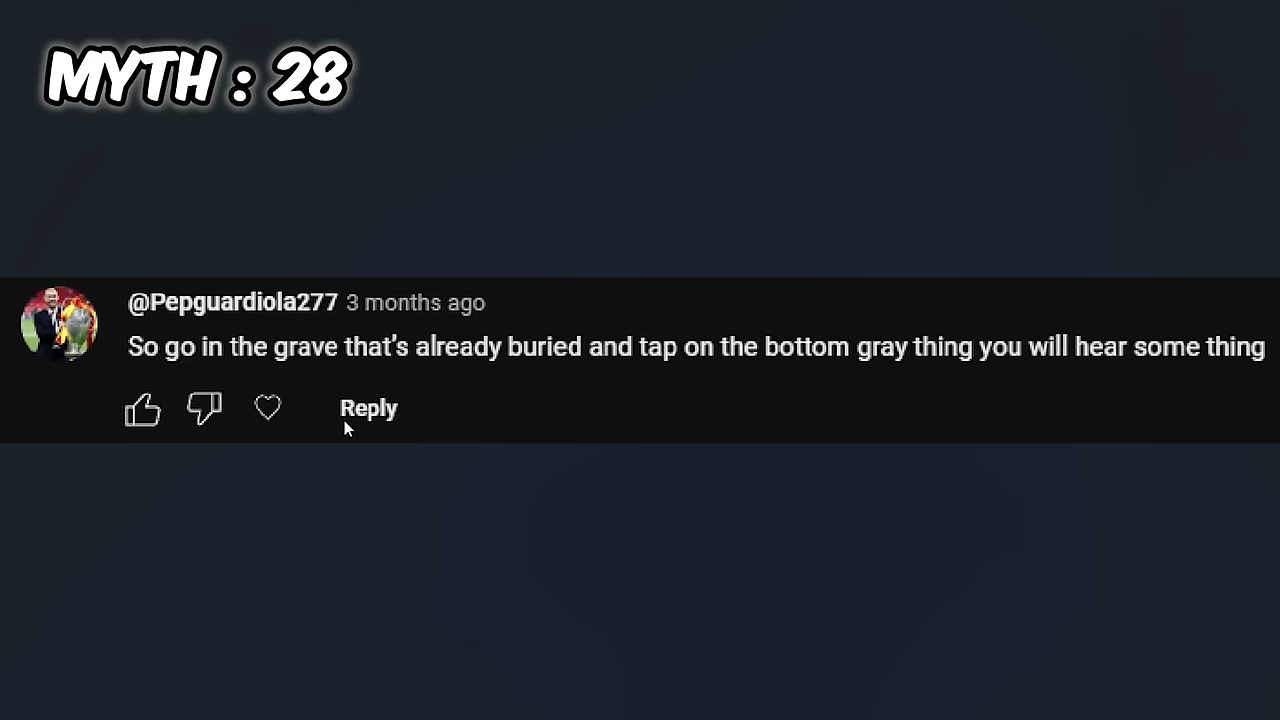 MYTH : 28
@Pepguardiola277 3 months ago
So go in the grave that's already buried and tap on the bottom gray thing you will hear some thing
Reply